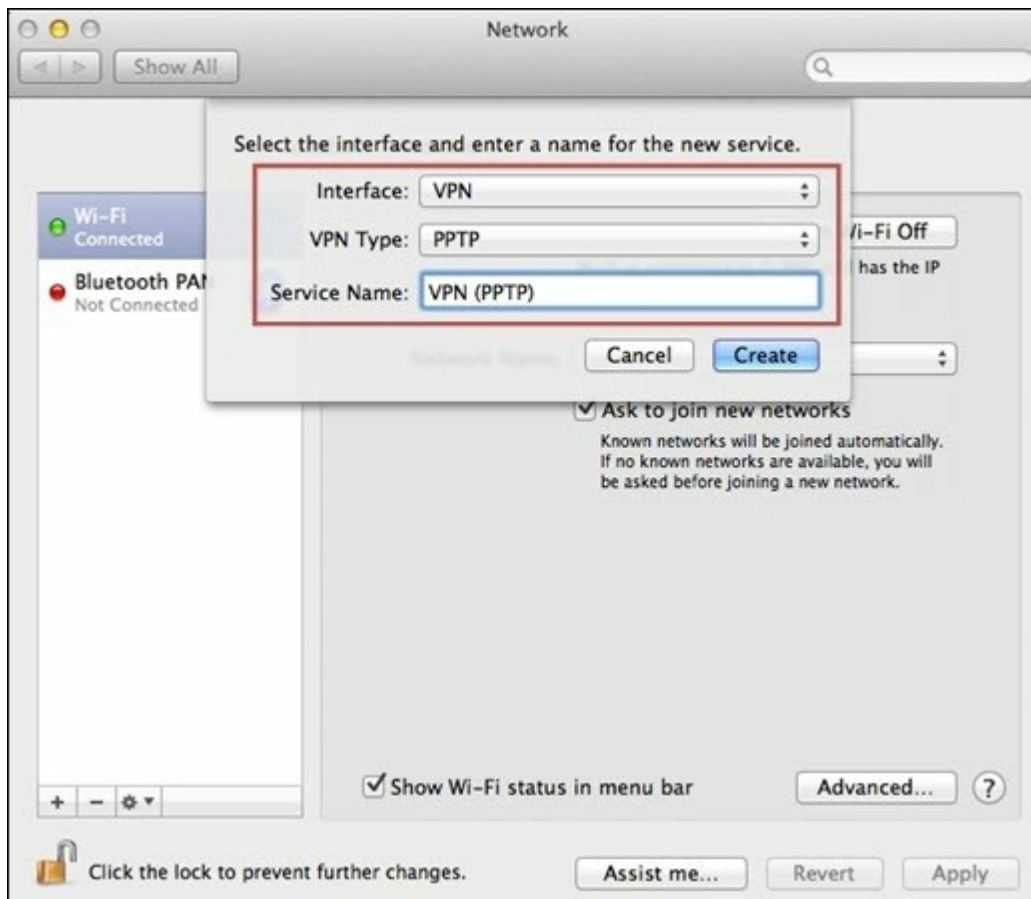 Network
Show All
Select the interface and enter a name for the new service.
Interface: VPN
VPN Type: PPTP
Service Name: VPN (PPTP)
Cancel Create
Wi-Fi
Connected
Bluetooth PAN
Not Connected
Wi-Fi Off
has the IP
Network Name
Ask to join new networks
Known networks will be joined automatically.
If no known networks are available, you will
be asked before joining a new network.
Show Wi-Fi status in menu bar
Advanced... ?
Click the lock to prevent further changes.
Assist me... Revert Apply